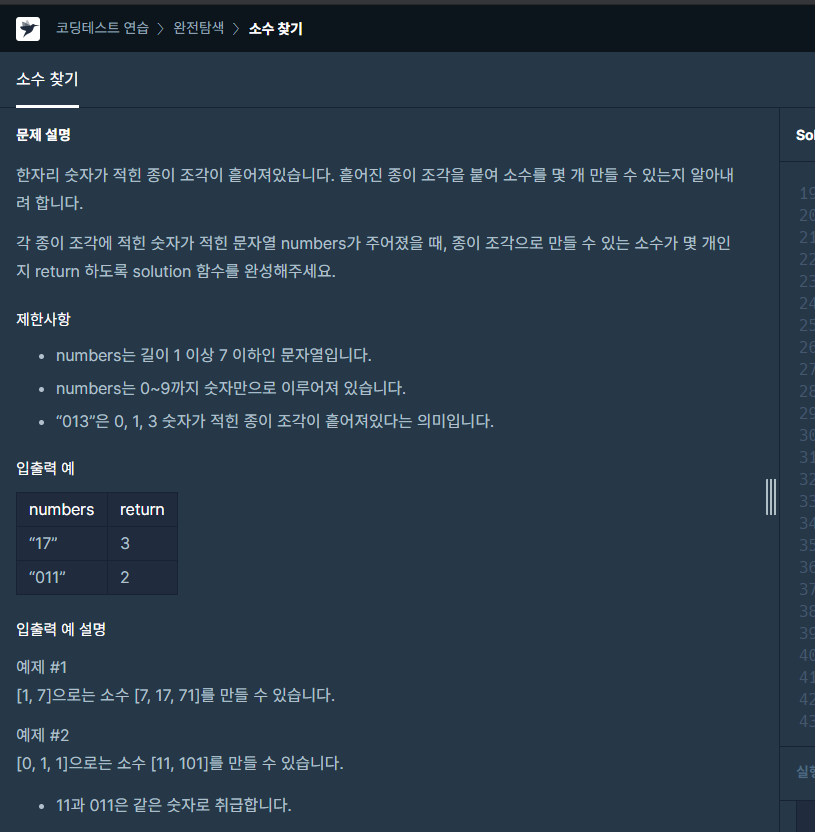 코딩테스트 연습 > 완전탐색 > 소수 찾기
소수 찾기
문제 설명
한자리 숫자가 적힌 종이 조각이 흩어져있습니다. 흩어진 종이 조각을 붙여 소수를 몇 개 만들 수 있는지 알아내
려 합니다.
각 종이 조각에 적힌 숫자가 적힌 문자열 numbers가 주어졌을 때, 종이 조각으로 만들 수 있는 소수가 몇 개인
지 return 하도록 solution 함수를 완성해주세요.
제한사항
• numbers는 길이 1 이상 7 이하인 문자열입니다.
• numbers는 0~9까지 숫자만으로 이루어져 있습니다.
• “013”은 0, 1, 3 숫자가 적힌 종이 조각이 흩어져있다는 의미입니다.
입출력 예
numbers return
“17” 3
“011” 2
입출력 예 설명
예제 #1
[1, 7]으로는 소수 [7, 17, 71]를 만들 수 있습니다.
예제 #2
[0, 1, 1]으로는 소수 [11, 101]를 만들 수 있습니다.
• 11과 011은 같은 숫자로 취급합니다.
19
20
21
22
23
24
25
26
27
28
29
30
31
32
33
34
35
36
37
38
39
40
41
42
43